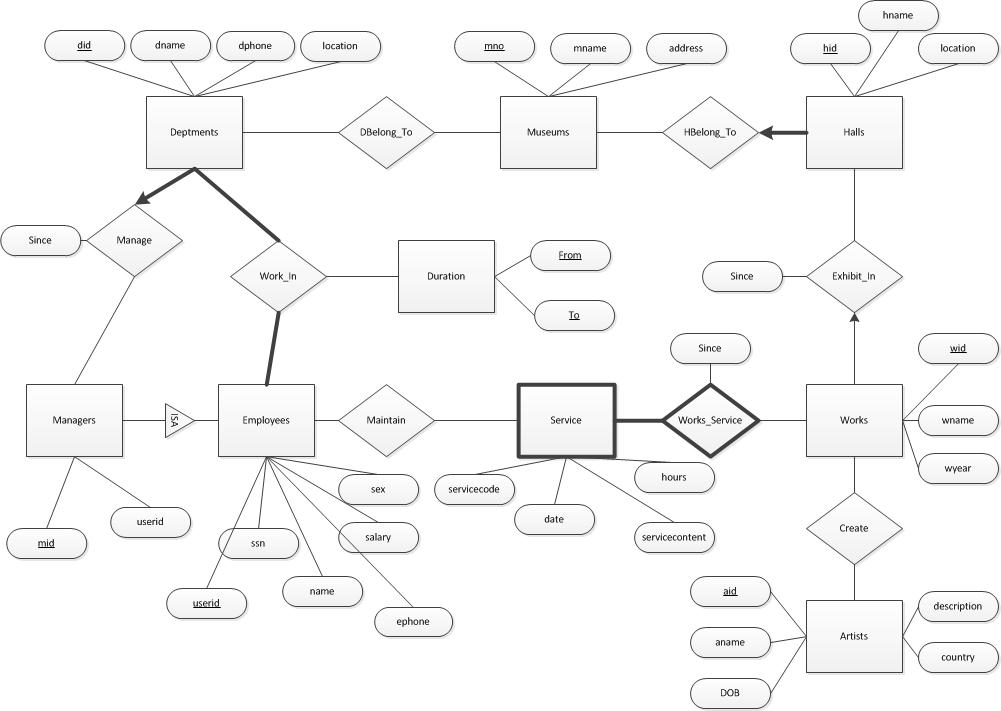 hname
did
dname
dphone
location
mno
mname
address
hid
location
Deptments
DBelong_To
Museums
HBelong_To
Halls
Since
Manage
Work_In
Duration
From
To
Since
Exhibit_In
Since
wid
Managers
ISA
Employees
Maintain
Service
Works_Service
Works
wname
wyear
sex
servicecode
hours
mid
userid
ssn
salary
date
servicecontent
Create
userid
name
ephone
aid
aname
DOB
Artists
description
country